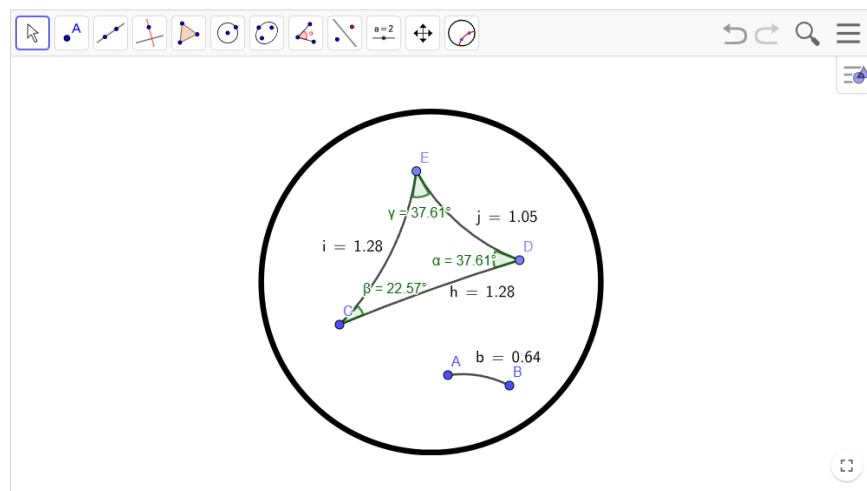 A
α
a = 2
E
γ = 37.61°
j = 1.05
i = 1.28
D
α = 37.61°
β = 22.57°
h = 1.28
C
b = 0.64
A
B